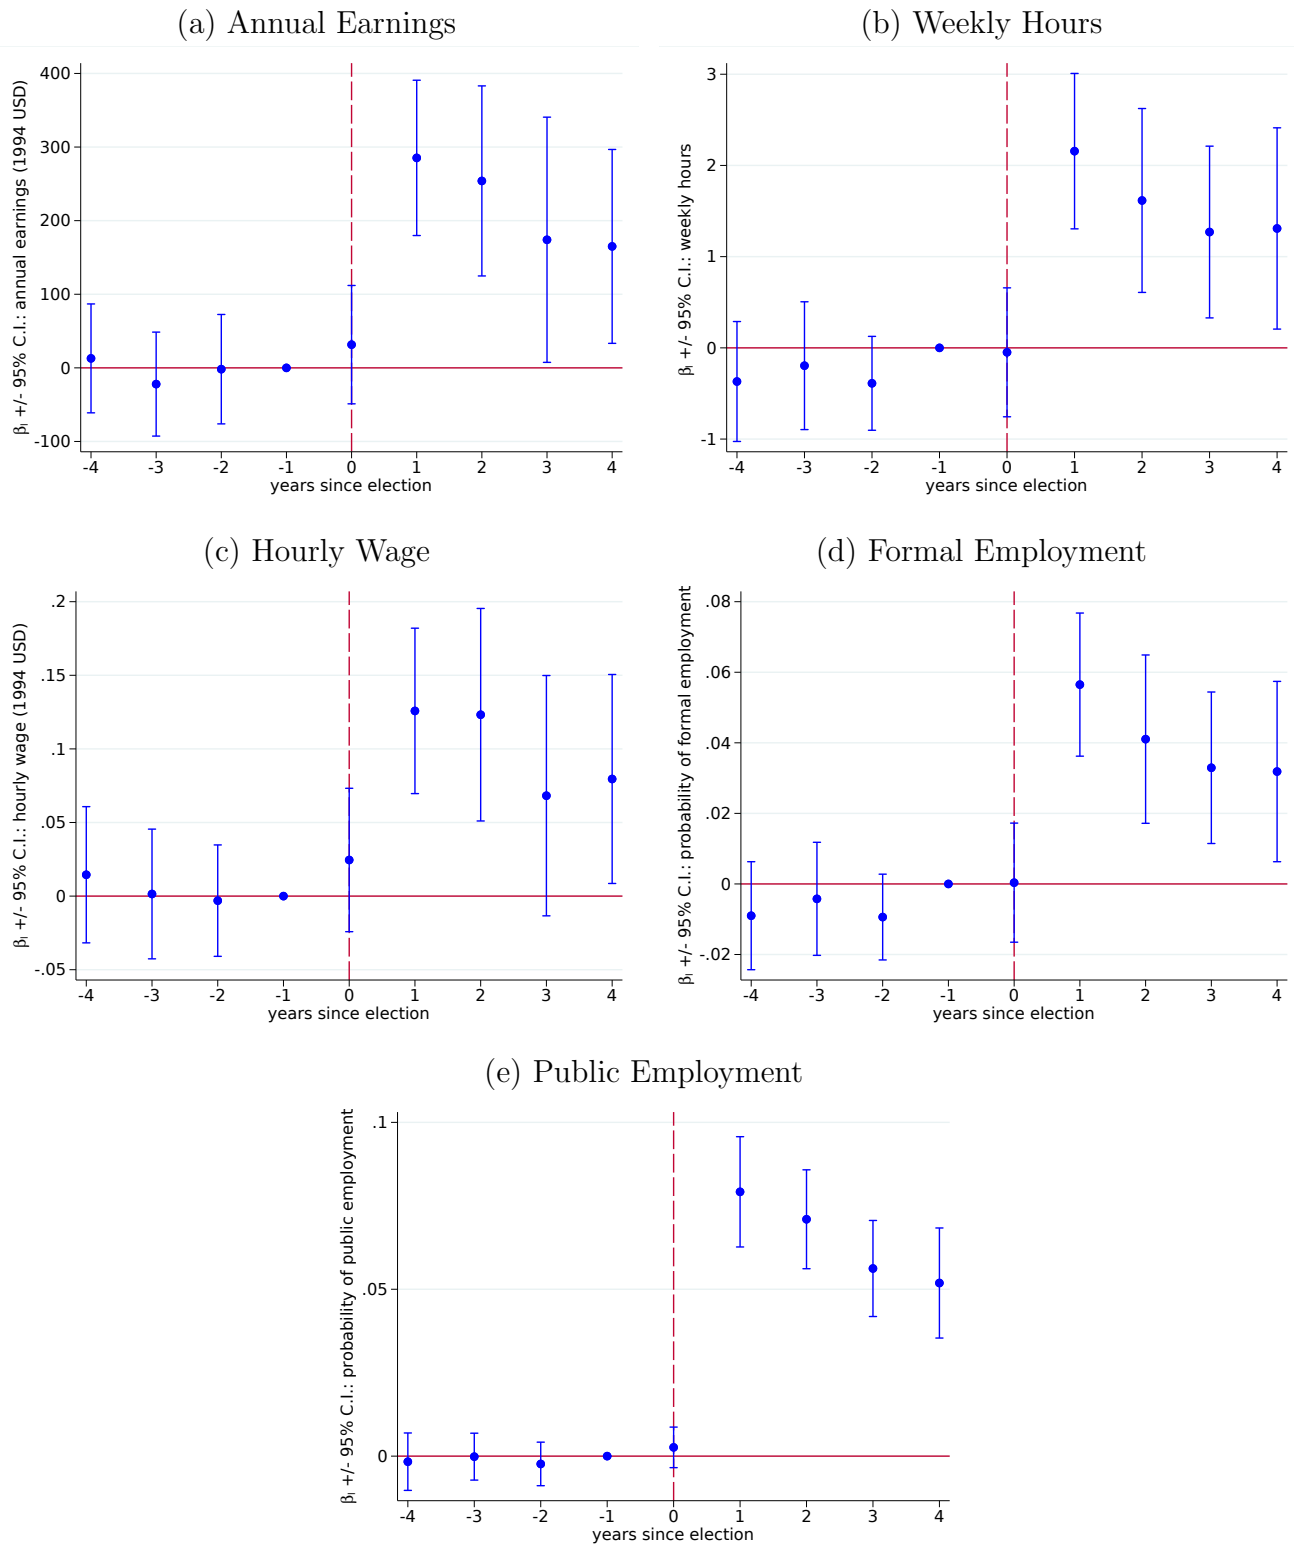 (a) Annual Earnings
β_l +/- 95% C.I.: annual earnings (1994 USD)
400
300
200
100
0
-100
-4 -3 -2 -1 0 1 2 3 4
years since election
(b) Weekly Hours
β_l +/- 95% C.I.: weekly hours
3
2
1
0
-1
-4 -3 -2 -1 0 1 2 3 4
years since election
(c) Hourly Wage
β_l +/- 95% C.I.: hourly wage (1994 USD)
.2
.15
.1
.05
0
-.05
-4 -3 -2 -1 0 1 2 3 4
years since election
(d) Formal Employment
β_l +/- 95% C.I.: probability of formal employment
.08
.06
.04
.02
0
-.02
-4 -3 -2 -1 0 1 2 3 4
years since election
(e) Public Employment
β_l +/- 95% C.I.: probability of public employment
.1
.05
0
-4 -3 -2 -1 0 1 2 3 4
years since election